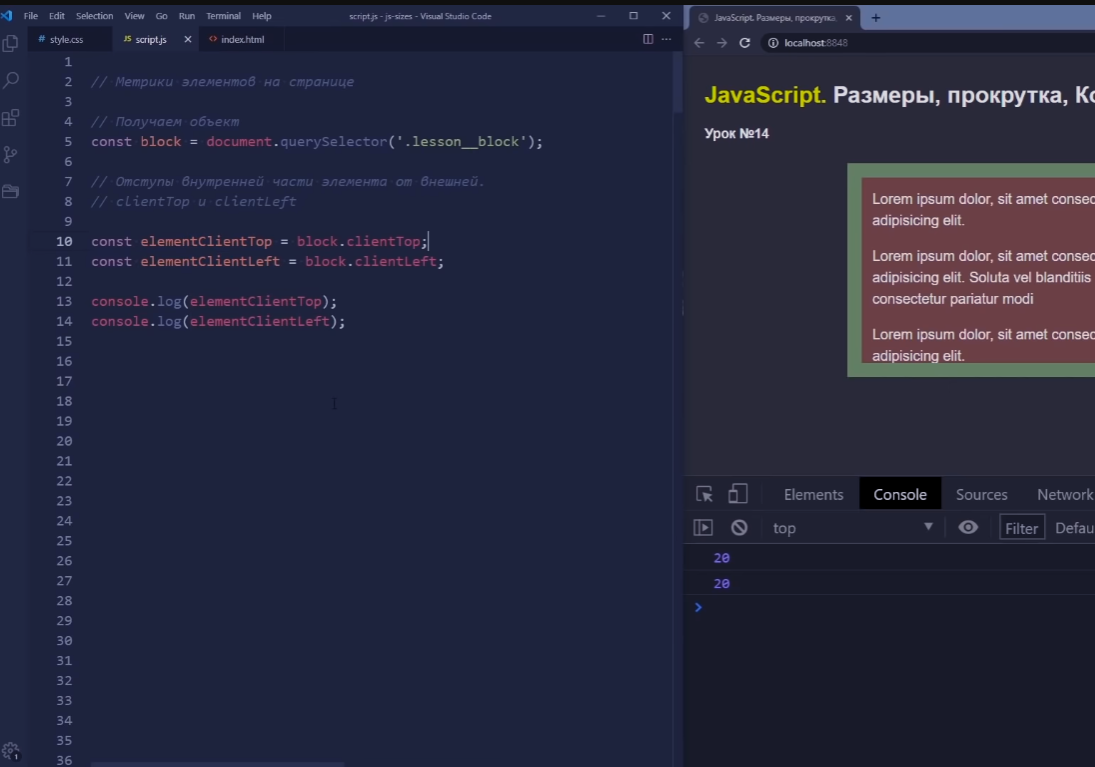 File Edit Selection View Go Run Terminal Help script.js - js-sizes - Visual Studio Code
# style.css JS script.js <> index.html
1
2 // Метрики элементов на странице
3
4 // Получаем объект
5 const block = document.querySelector('.lesson__block');
6
7 // Отступы внутренней части элемента от внешней.
8 // clientTop и clientLeft
9
10 const elementClientTop = block.clientTop;
11 const elementClientLeft = block.clientLeft;
12
13 console.log(elementClientTop);
14 console.log(elementClientLeft);
15
16
17
18
19
20
21
22
23
24
25
26
27
28
29
30
31
32
33
34
35
36
1
JavaScript. Размеры, прокрутка,
localhost:8848
JavaScript. Размеры, прокрутка, Ко
Урок №14
Lorem ipsum dolor, sit amet consec
adipisicing elit.
Lorem ipsum dolor, sit amet consec
adipisicing elit. Soluta vel blanditiis
consectetur pariatur modi
Lorem ipsum dolor, sit amet consec
adipisicing elit.
Elements Console Sources Network
top Filter Defau
20
20